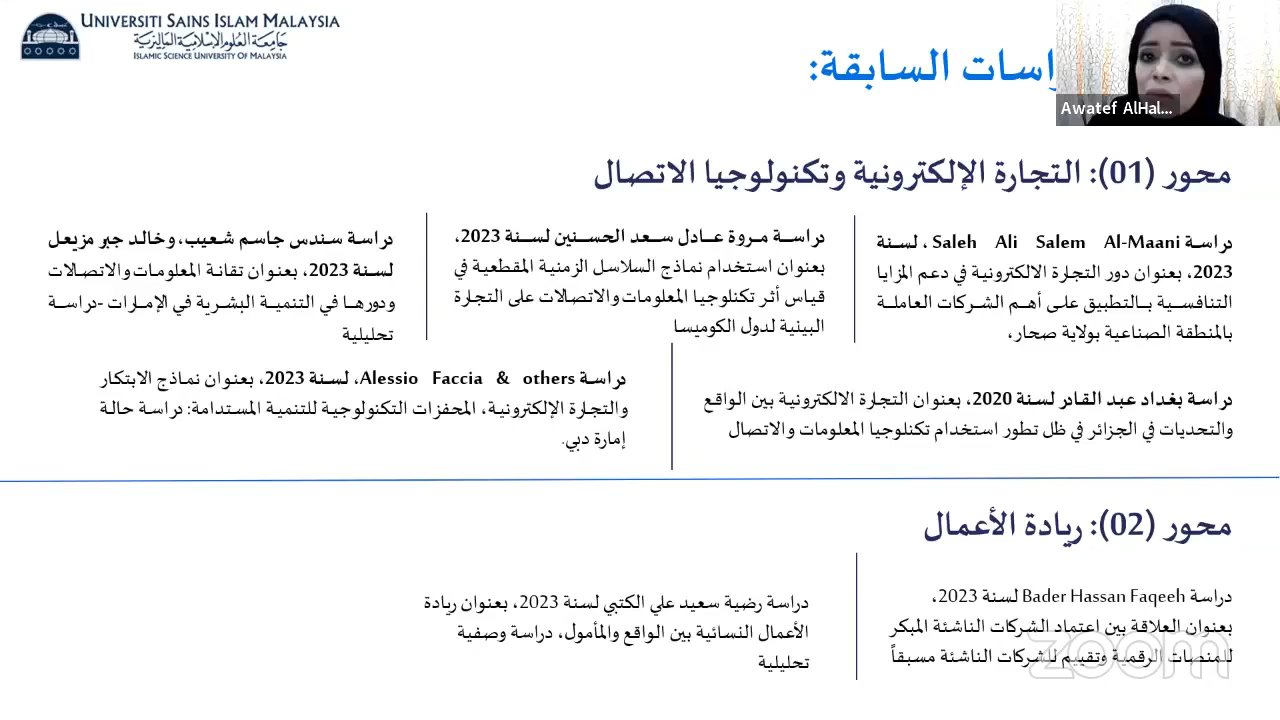 UNIVERSITI SAINS ISLAM MALAYSIA
جامعة العلوم الإسلامية الماليزية
ISLAMIC SCIENCE UNIVERSITY OF MALAYSIA
السابقة:
Awatef AlHal...
محور (01): التجارة الإلكترونية وتكنولوجيا الاتصال
دراسة Saleh Ali Salem Al-Maani، لسنة
2023، بعنوان دور التجارة الالكترونية في دعم المزايا
التنافسية بالتطبيق على أهم الشركات العاملة
بالمنطقة الصناعية بولاية صحار،
دراسة مروة عادل سعد الحسنين لسنة 2023،
بعنوان استخدام نماذج السلاسل الزمنية المقطعية في
قياس أثر تكنلوجيا المعلومات والاتصالات على التجارة
البينية لدول الكوميسا
دراسة سندس جاسم شعيب، وخالد جبر مزيعل
لسنة 2023، بعنوان تقانة المعلومات والاتصالات
ودورها في التنمية البشرية في الإمارات -دراسة
تحليلية
دراسة بغداد عبد القادر لسنة 2020، بعنوان التجارة الالكترونية بين الواقع
والتحديات في الجزائر في ظل تطور استخدام تكنلوجيا المعلومات والاتصال
دراسة Alessio Faccia & others، لسنة 2023، بعنوان نماذج الابتكار
والتجارة الإلكترونية، المحفزات التكنولوجية للتنمية المستدامة: دراسة حالة
إمارة دبي.
محور (02): ريادة الأعمال
دراسة Bader Hassan Faqeeh لسنة 2023،
بعنوان العلاقة بين اعتماد الشركات الناشئة المبكر
للمنصات الرقمية وتقييم للشركات الناشئة مسبقاً
دراسة رضية سعيد علي الكتبي لسنة 2023، بعنوان ريادة
الأعمال النسائية بين الواقع والمأمول، دراسة وصفية
تحليلية
zoom